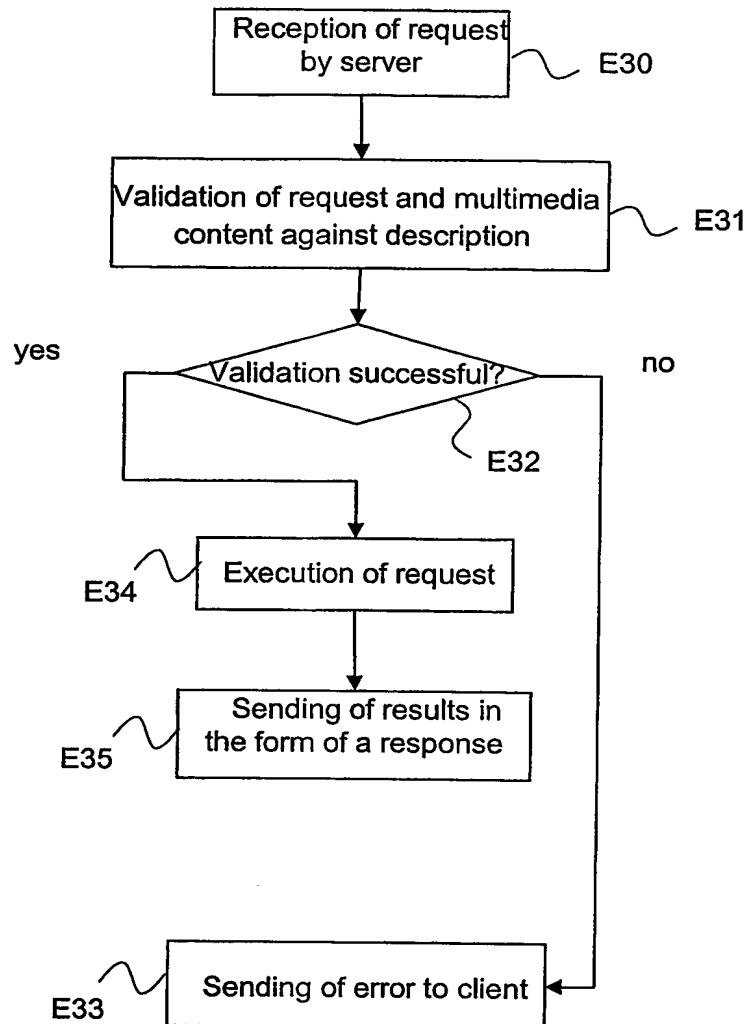 Reception of request
by server
E30
Validation of request and multimedia
content against description
E31
yes
Validation successful?
no
E32
Execution of request
E34
Sending of results in
the form of a response
E35
Sending of error to client
E33